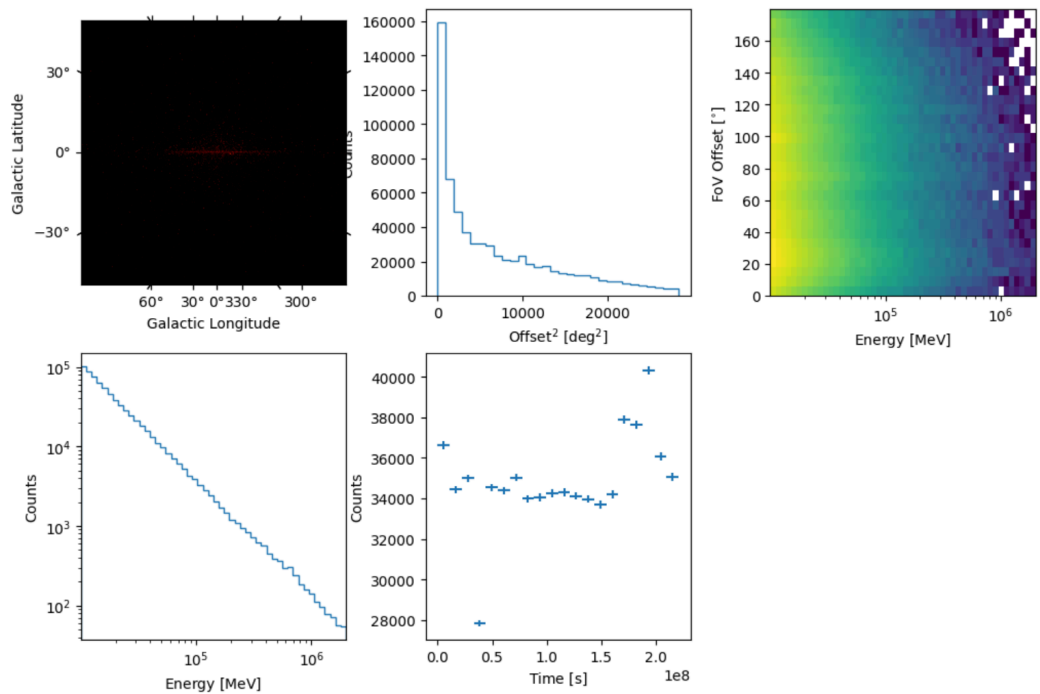 30°
0°
−30°
Galactic Latitude
60° 30° 0° 330° 300°
Galactic Longitude
160000
140000
120000
100000
80000
60000
40000
20000
0
Counts
0 10000 20000
Offset² [deg²]
160
140
120
100
80
60
40
20
0
FoV Offset [°]
10⁵ 10⁶
Energy [MeV]
10⁵
10⁴
10³
10²
Counts
10⁵ 10⁶
Energy [MeV]
40000
38000
36000
34000
32000
30000
28000
Counts
0.0 0.5 1.0 1.5 2.0
1e8
Time [s]